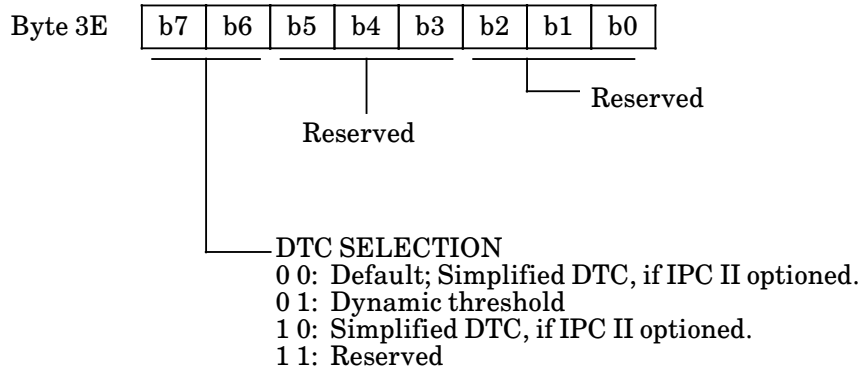 Byte 3E b7 b6 b5 b4 b3 b2 b1 b0
Reserved
Reserved
DTC SELECTION
0 0: Default; Simplified DTC, if IPC II optioned.
0 1: Dynamic threshold
1 0: Simplified DTC, if IPC II optioned.
1 1: Reserved